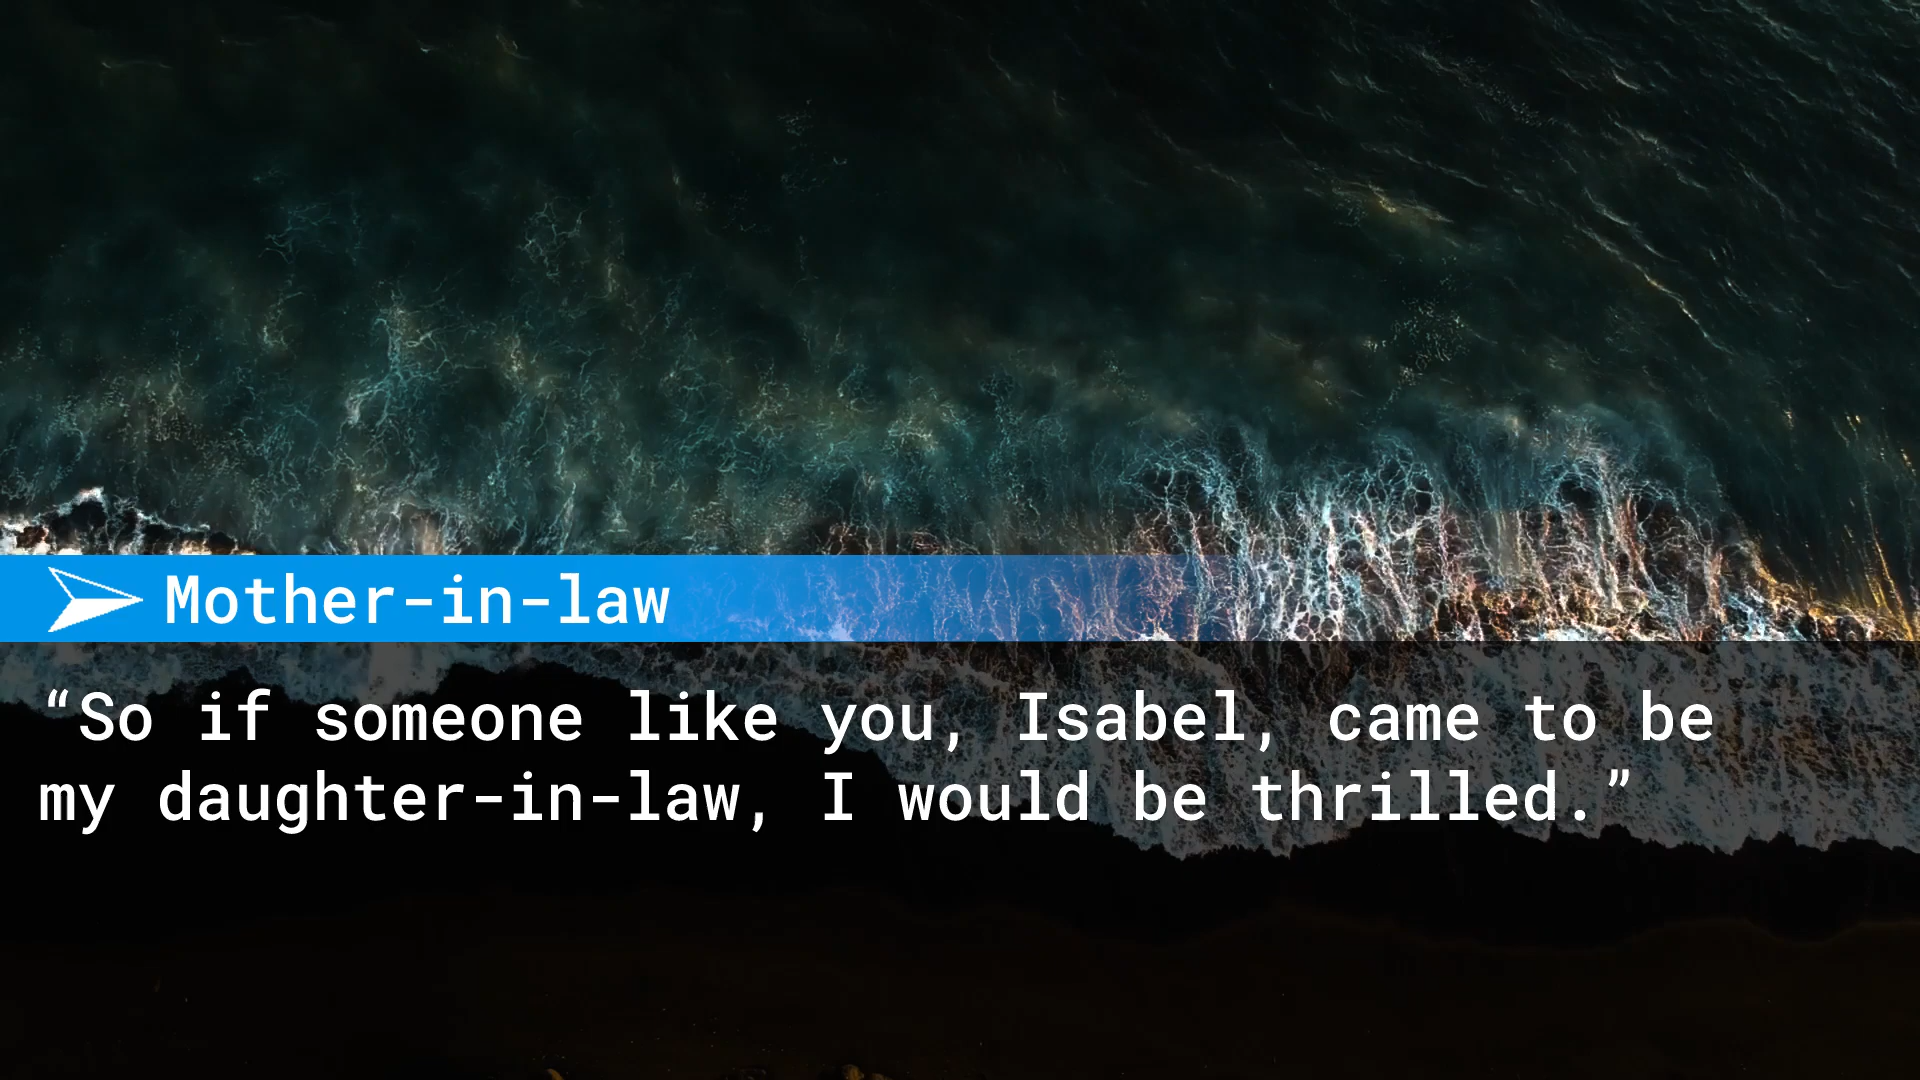 Mother-in-law
“So if someone like you, Isabel, came to be
my daughter-in-law, I would be thrilled.”